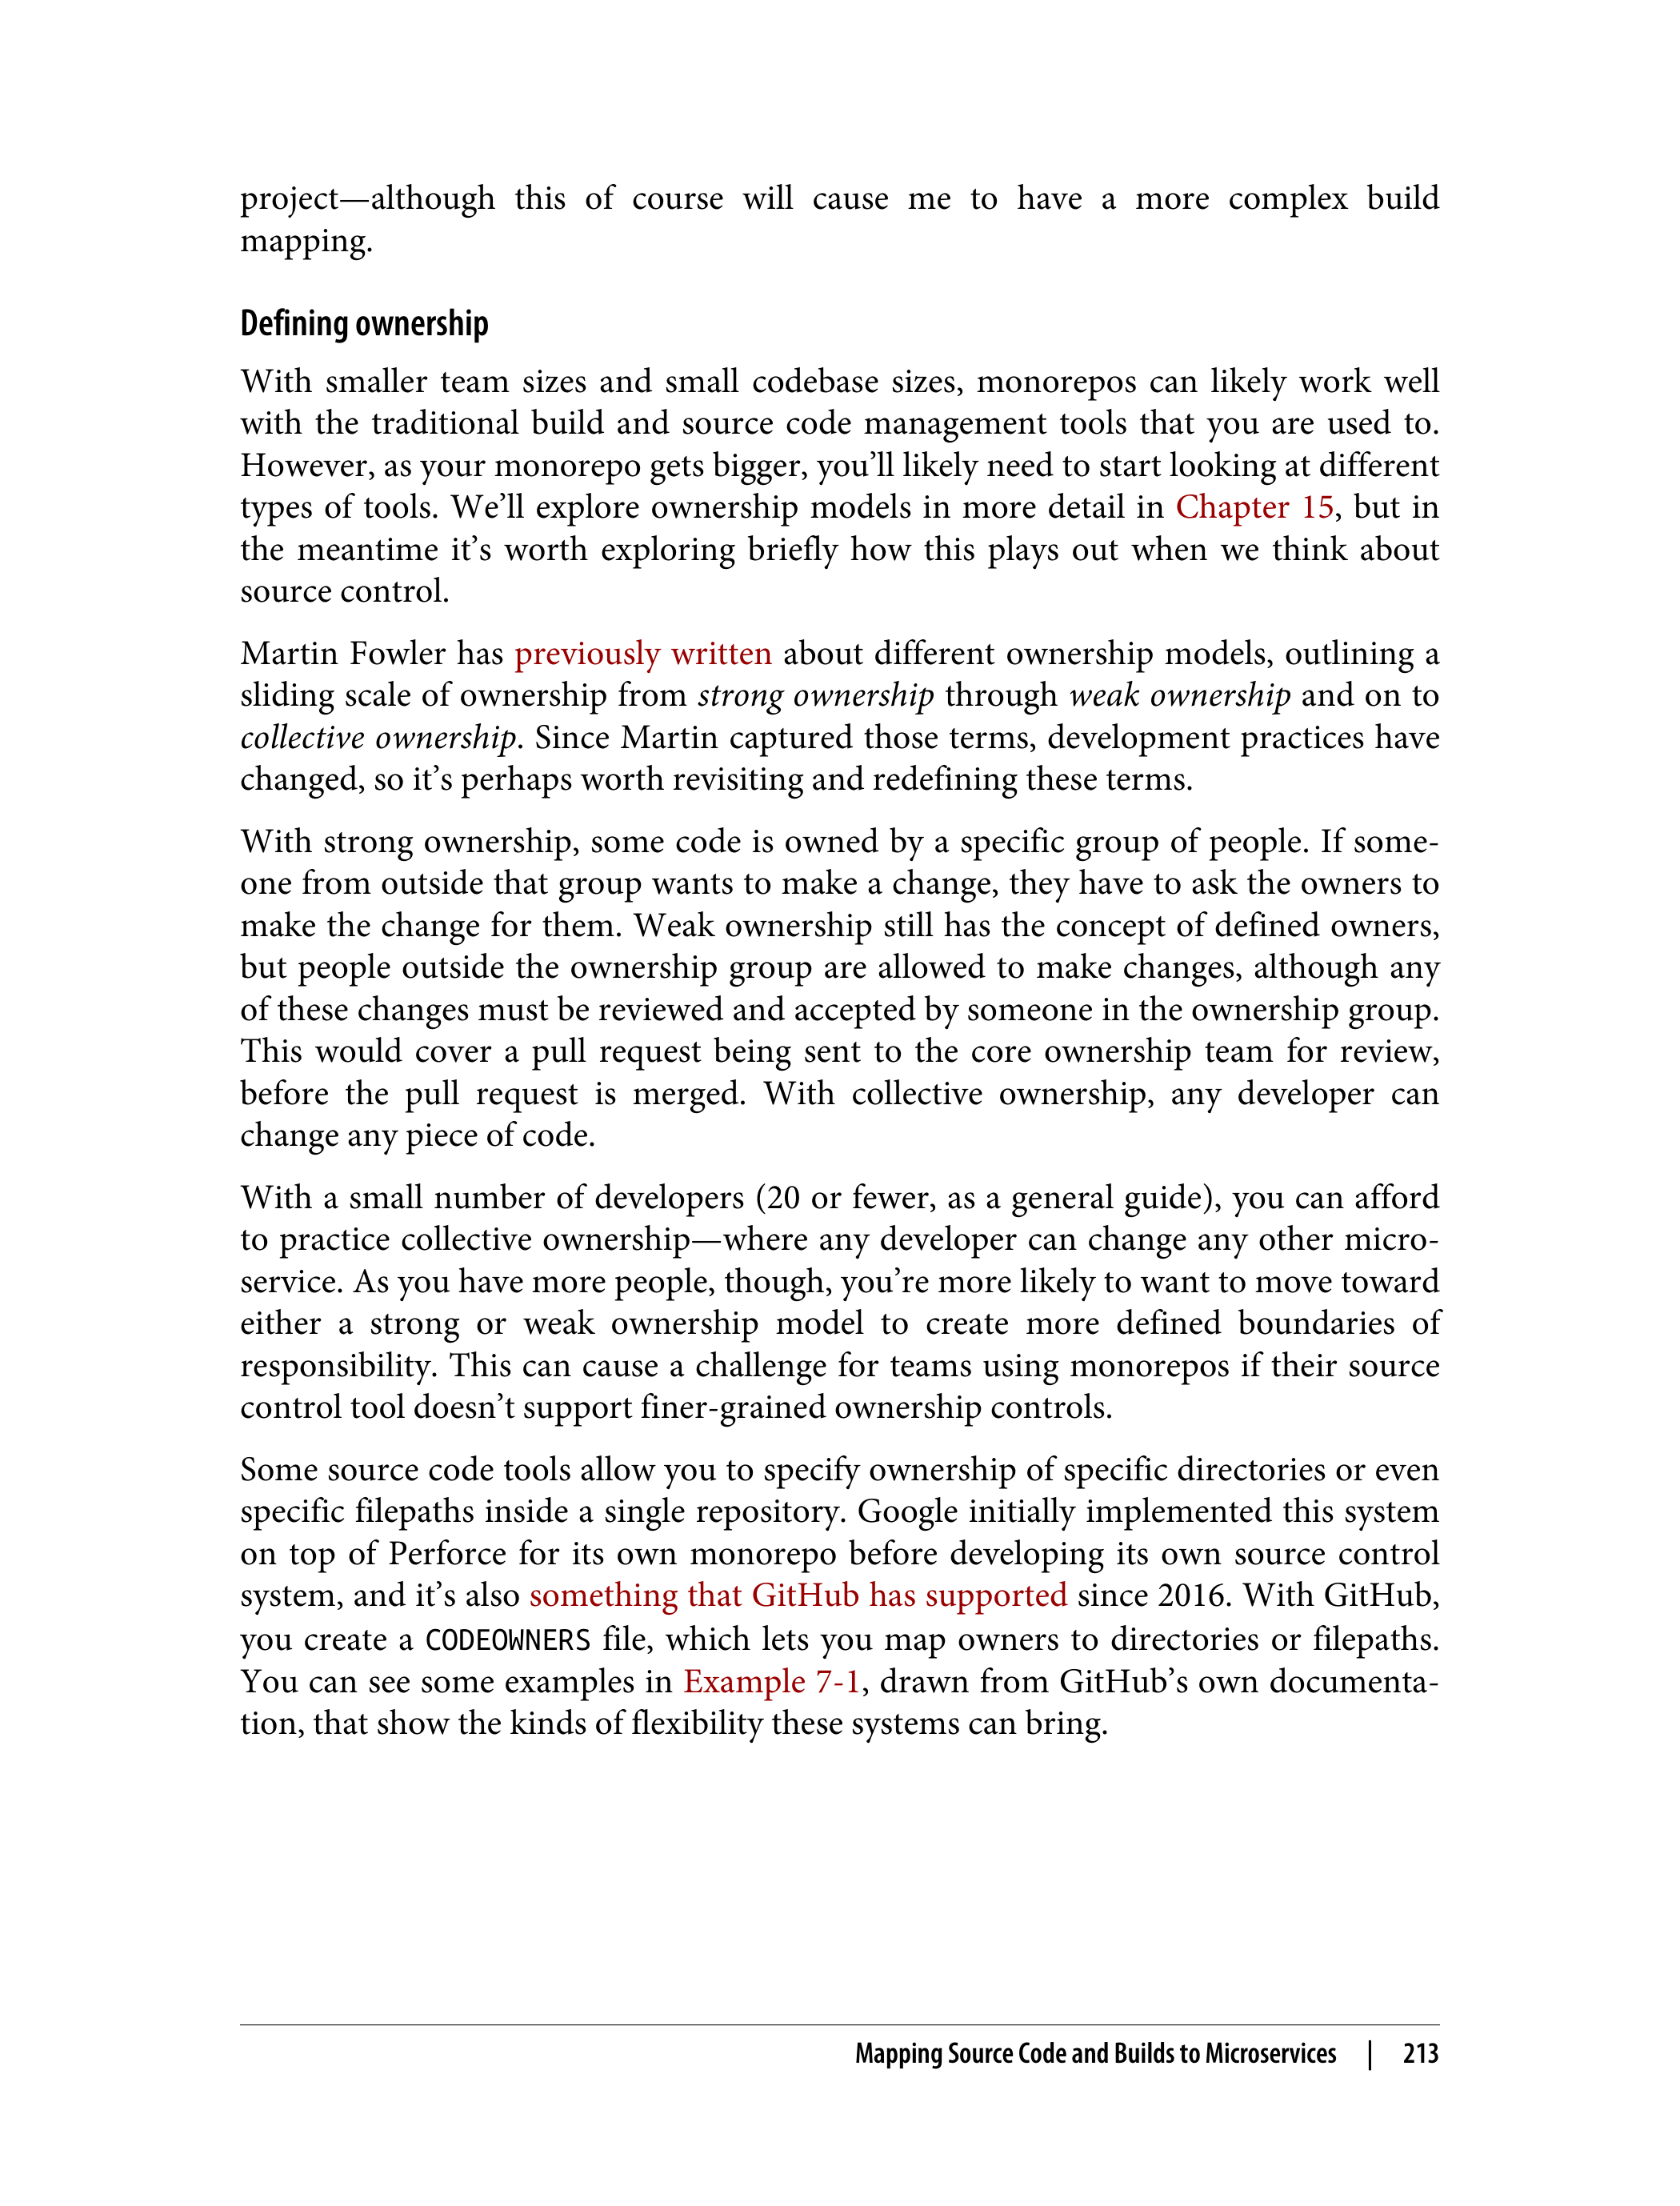 project—although this of course will cause me to have a more complex build
mapping.
Defining ownership
With smaller team sizes and small codebase sizes, monorepos can likely work well
with the traditional build and source code management tools that you are used to.
However, as your monorepo gets bigger, you’ll likely need to start looking at different
types of tools. We’ll explore ownership models in more detail in Chapter 15, but in
the meantime it’s worth exploring briefly how this plays out when we think about
source control.
Martin Fowler has previously written about different ownership models, outlining a
sliding scale of ownership from strong ownership through weak ownership and on to
collective ownership. Since Martin captured those terms, development practices have
changed, so it’s perhaps worth revisiting and redefining these terms.
With strong ownership, some code is owned by a specific group of people. If some-
one from outside that group wants to make a change, they have to ask the owners to
make the change for them. Weak ownership still has the concept of defined owners,
but people outside the ownership group are allowed to make changes, although any
of these changes must be reviewed and accepted by someone in the ownership group.
This would cover a pull request being sent to the core ownership team for review,
before the pull request is merged. With collective ownership, any developer can
change any piece of code.
With a small number of developers (20 or fewer, as a general guide), you can afford
to practice collective ownership—where any developer can change any other micro-
service. As you have more people, though, you’re more likely to want to move toward
either a strong or weak ownership model to create more defined boundaries of
responsibility. This can cause a challenge for teams using monorepos if their source
control tool doesn’t support finer-grained ownership controls.
Some source code tools allow you to specify ownership of specific directories or even
specific filepaths inside a single repository. Google initially implemented this system
on top of Perforce for its own monorepo before developing its own source control
system, and it’s also something that GitHub has supported since 2016. With GitHub,
you create a CODEOWNERS file, which lets you map owners to directories or filepaths.
You can see some examples in Example 7-1, drawn from GitHub’s own documenta-
tion, that show the kinds of flexibility these systems can bring.
Mapping Source Code and Builds to Microservices | 213